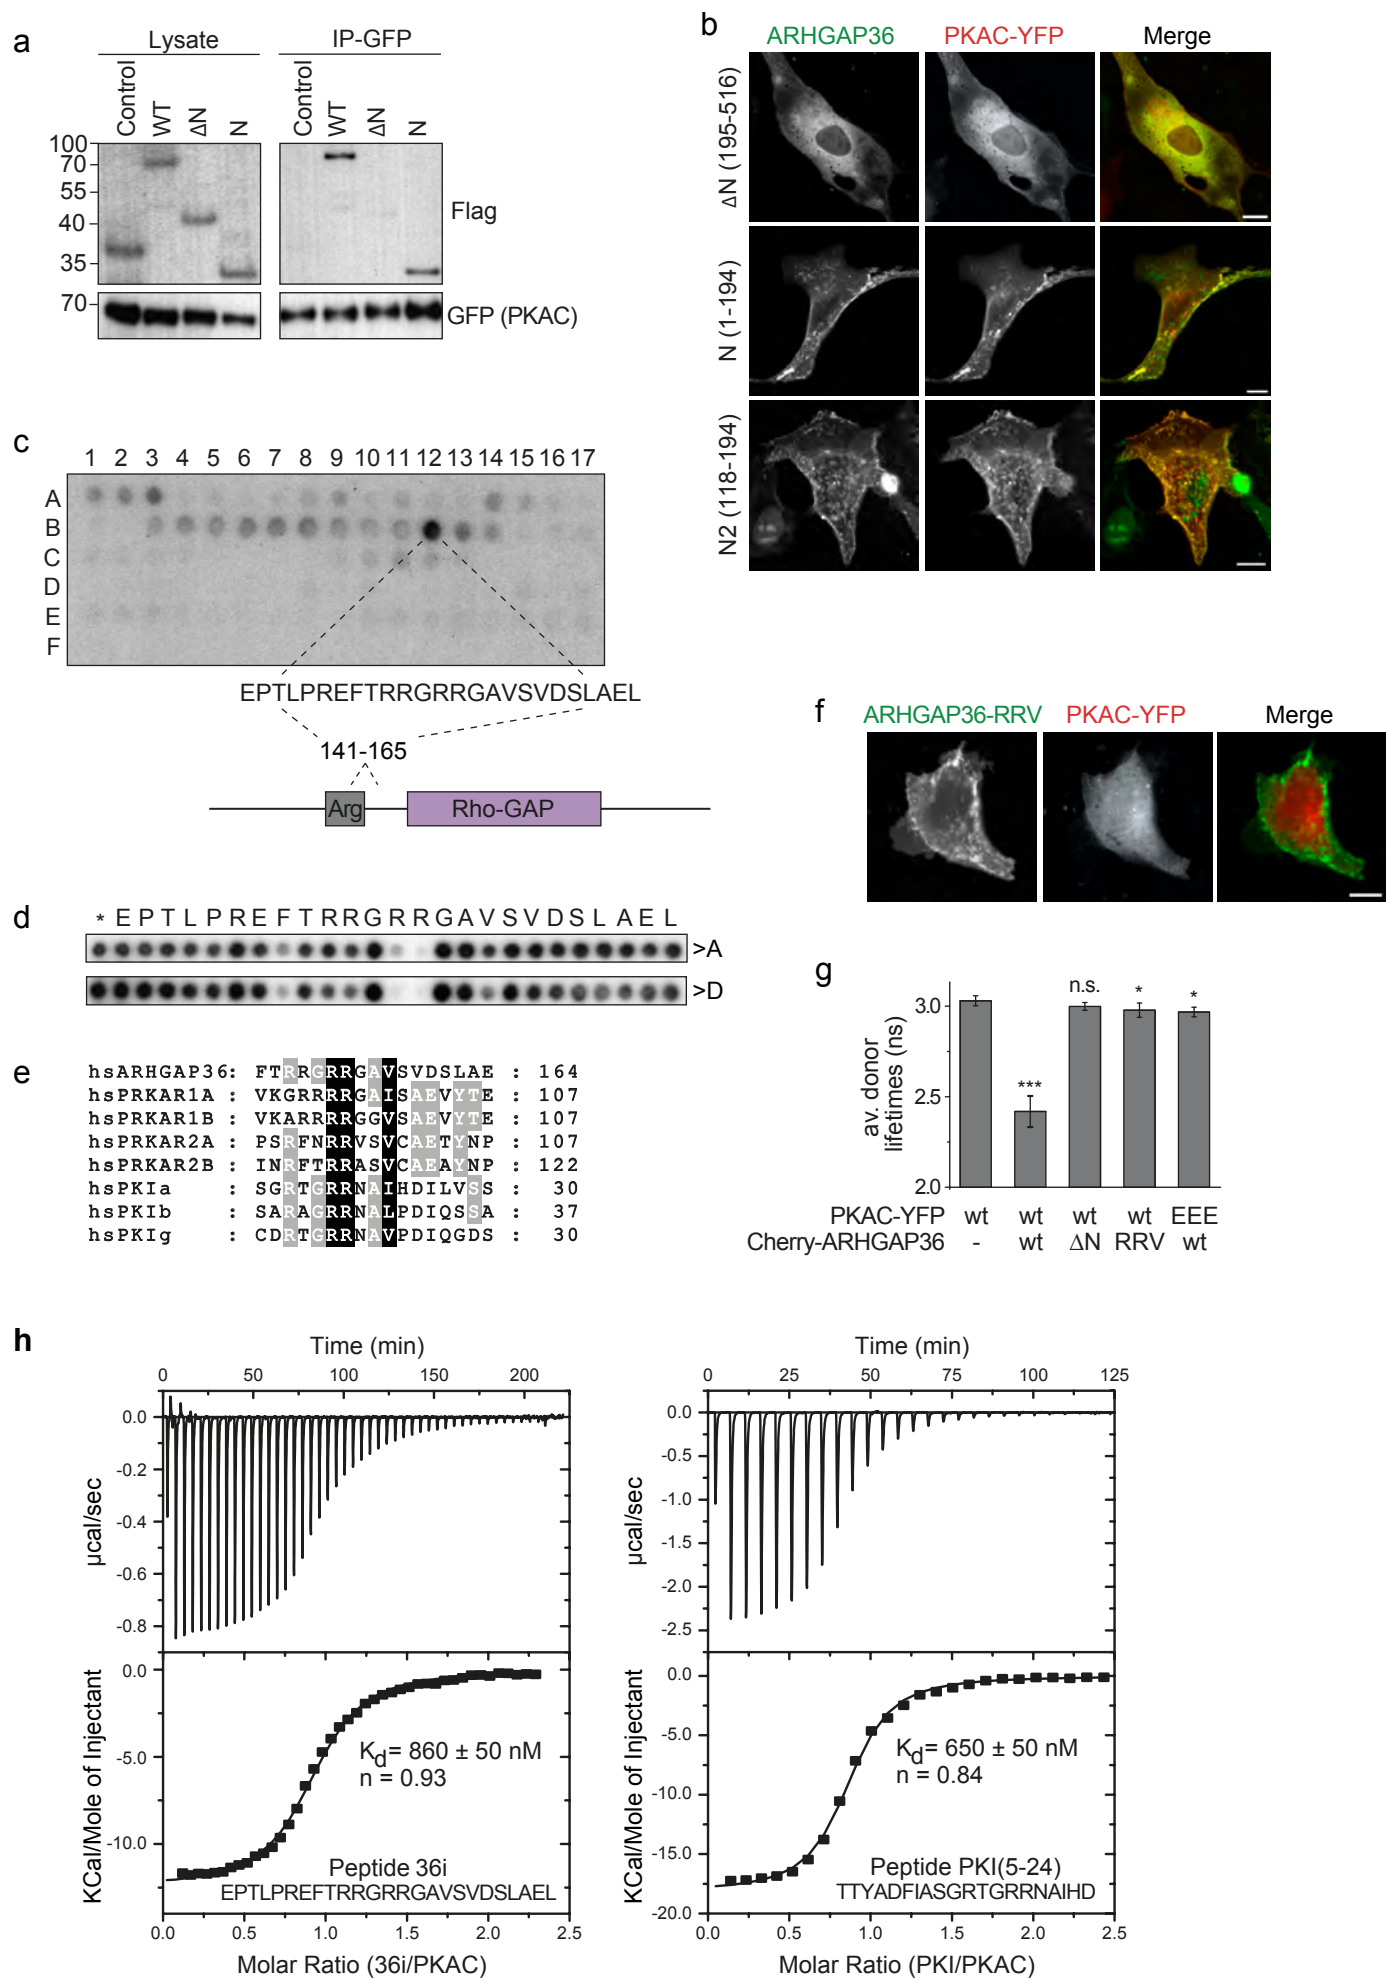 a
Lysate
IP-GFP
Control
WT
ΔN
N
Control
WT
ΔN
N
100
70
55
40
35
70
Flag
GFP (PKAC)
b
ARHGAP36
PKAC-YFP
Merge
ΔN (195-516)
N (1-194)
N2 (118-194)
c
1 2 3 4 5 6 7 8 9 10 11 12 13 14 15 16 17
A
B
C
D
E
F
EPTLPREFTRRGRRGAVSVDSLAEL
141-165
Arg
Rho-GAP
d
* E P T L P R E F T R R G R R G A V S V D S L A E L
>A
>D
e
hsARHGAP36: FTRRGRRGAVSVDSLAE : 164
hsPRKAR1A : VKGRRRRGAISAEVYTE : 107
hsPRKAR1B : VKARRRRGGVSAEVYTE : 107
hsPRKAR2A : PSRFNRRVSVCAETYNP : 107
hsPRKAR2B : INRFTRRASVCAEAYNP : 122
hsPKIa : SGRTGRRNAIHDILVSS : 30
hsPKIb : SARAGRRNALPDIQSSA : 37
hsPKIg : CDRTGRRNAVPDIQGDS : 30
f
ARHGAP36-RRV
PKAC-YFP
Merge
g
av. donor
lifetimes (ns)
3.0
2.5
2.0
***
n.s.
*
*
PKAC-YFP wt wt wt wt EEE
Cherry-ARHGAP36 - wt ΔN RRV wt
h
Time (min)
0 50 100 150 200
0.0
-0.2
-0.4
-0.6
-0.8
µcal/sec
0.0
-5.0
-10.0
KCal/Mole of Injectant
Kd= 860 ± 50 nM
n = 0.93
Peptide 36i
EPTLPREFTRRGRRGAVSVDSLAEL
0.0 0.5 1.0 1.5 2.0 2.5
Molar Ratio (36i/PKAC)
Time (min)
0 25 50 75 100 125
0.0
-0.5
-1.0
-1.5
-2.0
-2.5
µcal/sec
0.0
-5.0
-10.0
-15.0
-20.0
KCal/Mole of Injectant
Kd= 650 ± 50 nM
n = 0.84
Peptide PKI(5-24)
TTYADFIASGRTGRRNAIHD
0.0 0.5 1.0 1.5 2.0 2.5
Molar Ratio (PKI/PKAC)